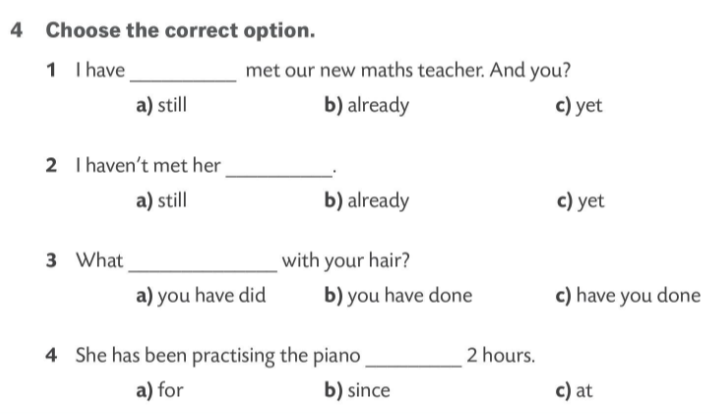 4 Choose the correct option.
1 I have __________ met our new maths teacher. And you?
a) still b) already c) yet
2 I haven't met her __________.
a) still b) already c) yet
3 What ______________ with your hair?
a) you have did b) you have done c) have you done
4 She has been practising the piano _________ 2 hours.
a) for b) since c) at